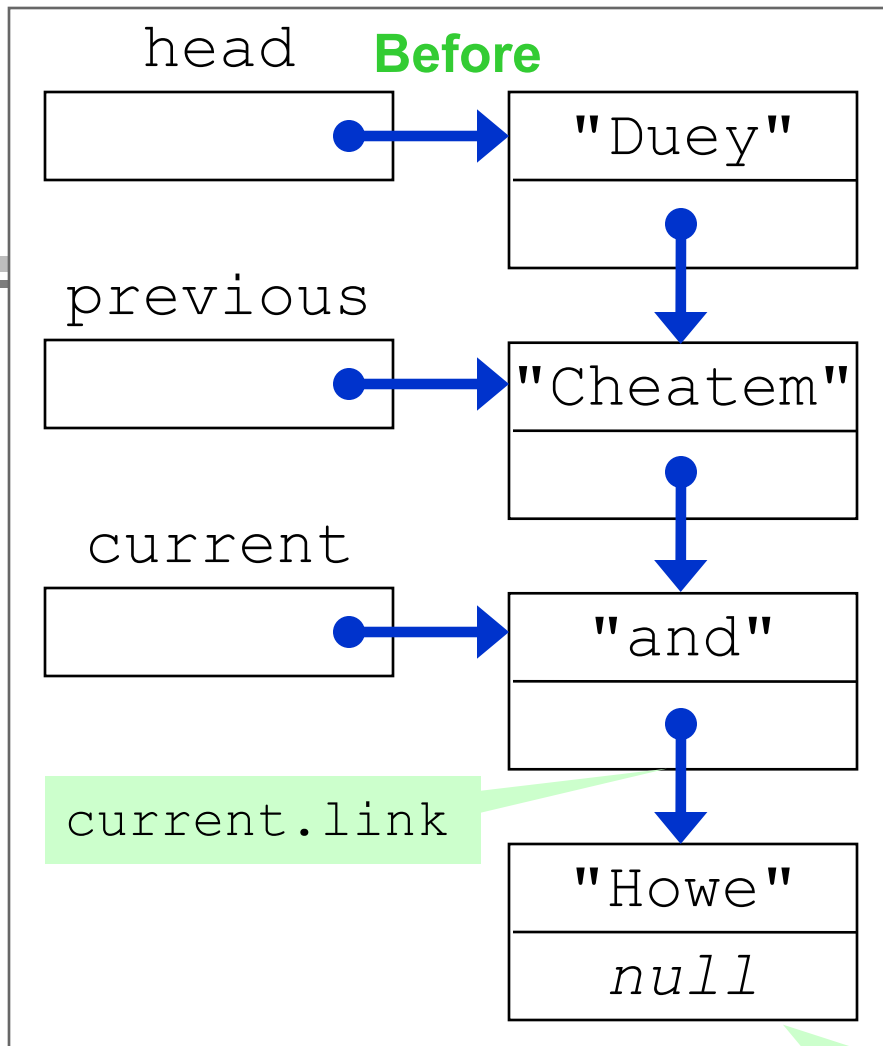 head
Before
"Duey"
previous
"Cheatem"
current
"and"
current.link
"Howe"
null